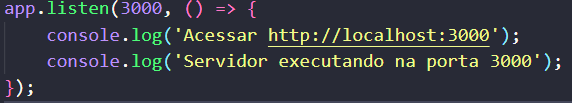 app.listen(3000, () => {
    console.log('Acessar http://localhost:3000');
    console.log('Servidor executando na porta 3000');
});